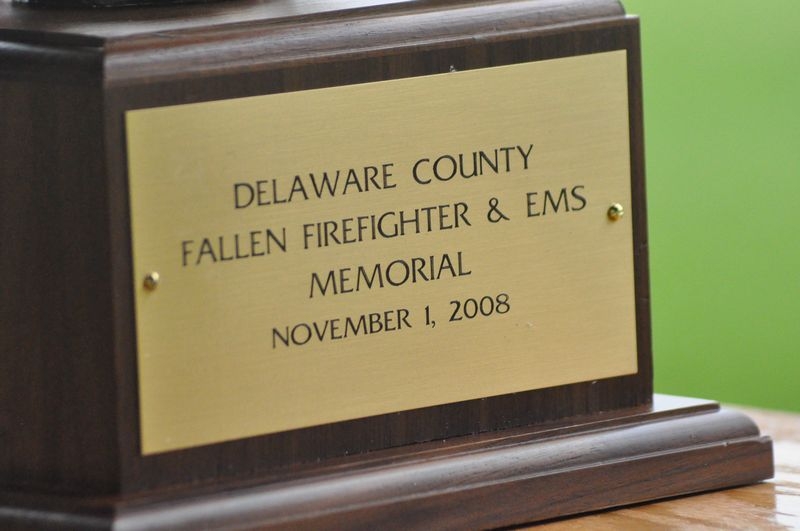 DELAWARE COUNTY
FALLEN FIREFIGHTER & EMS
MEMORIAL
NOVEMBER 1, 2008